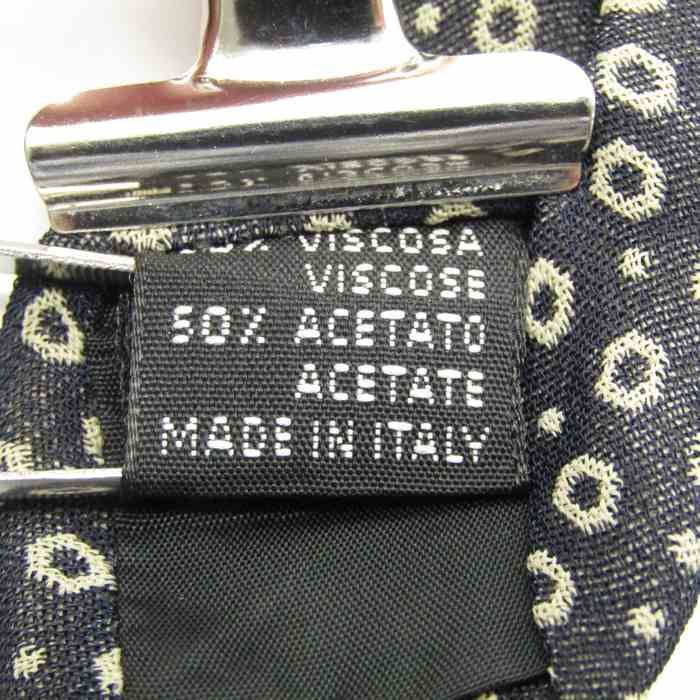 VISCOSA
VISCOSE
50% ACETATO
ACETATE
MADE IN ITALY